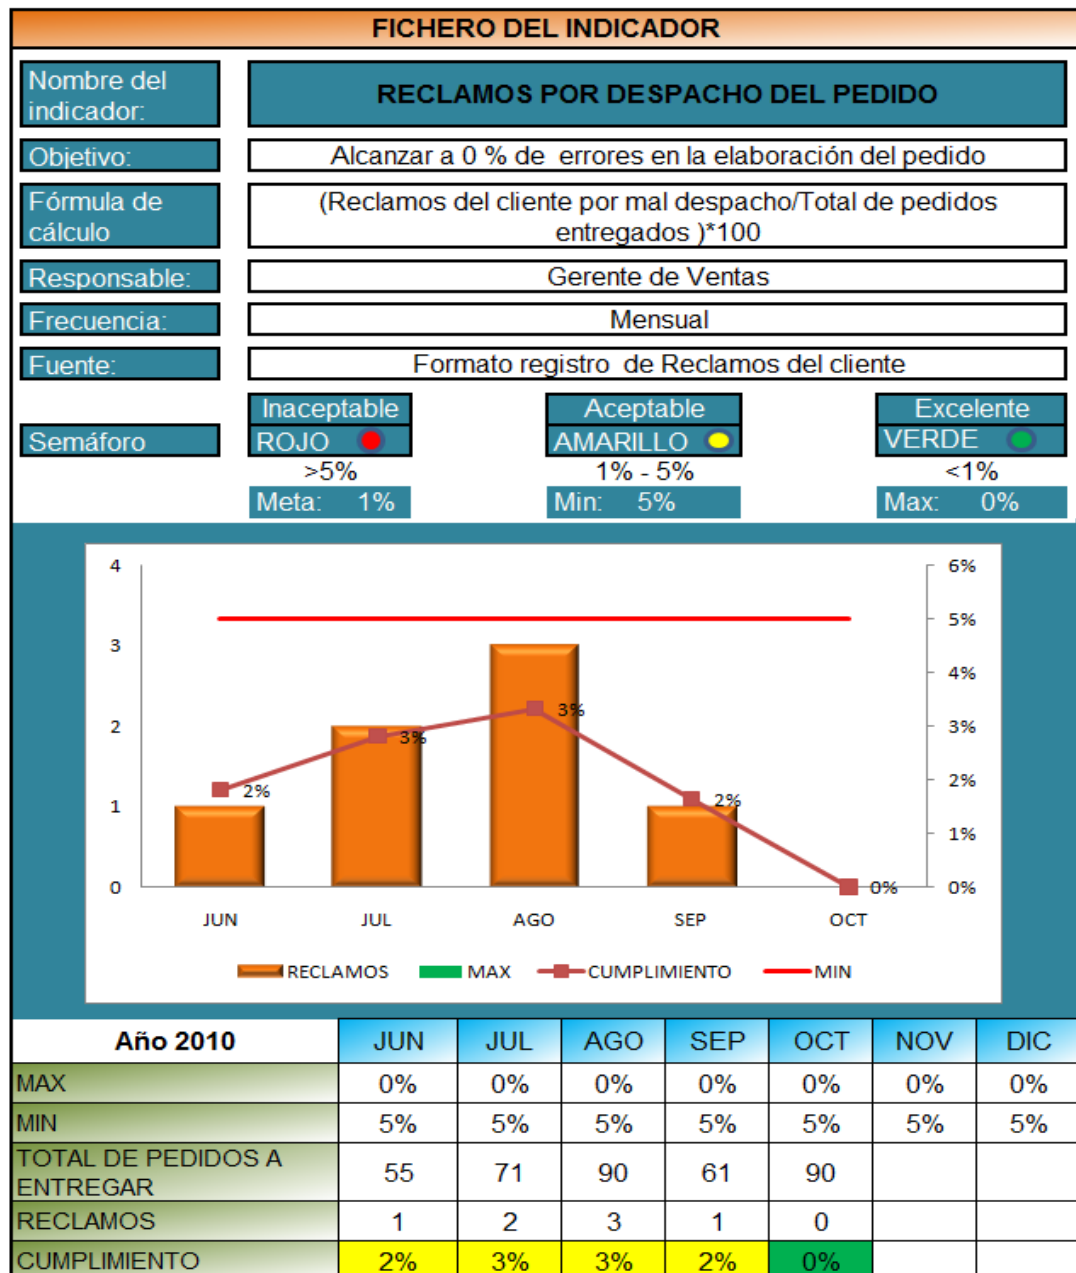 FICHERO DEL INDICADOR
Nombre del
indicador:
RECLAMOS POR DESPACHO DEL PEDIDO
Objetivo:
Alcanzar a 0 % de errores en la elaboración del pedido
Fórmula de
cálculo
(Reclamos del cliente por mal despacho/Total de pedidos
entregados )*100
Responsable:
Gerente de Ventas
Frecuencia:
Mensual
Fuente:
Formato registro de Reclamos del cliente
Semáforo
Inaceptable
ROJO
>5%
Meta: 1%
Aceptable
AMARILLO
1% - 5%
Min: 5%
Excelente
VERDE
<1%
Max: 0%
4
3
2
1
0
6%
5%
4%
3%
2%
1%
0%
2%
3%
3%
2%
0%
JUN JUL AGO SEP OCT
RECLAMOS MAX CUMPLIMIENTO MIN
Año 2010 JUN JUL AGO SEP OCT NOV DIC
MAX 0% 0% 0% 0% 0% 0% 0%
MIN 5% 5% 5% 5% 5% 5% 5%
TOTAL DE PEDIDOS A
ENTREGAR 55 71 90 61 90
RECLAMOS 1 2 3 1 0
CUMPLIMIENTO 2% 3% 3% 2% 0%